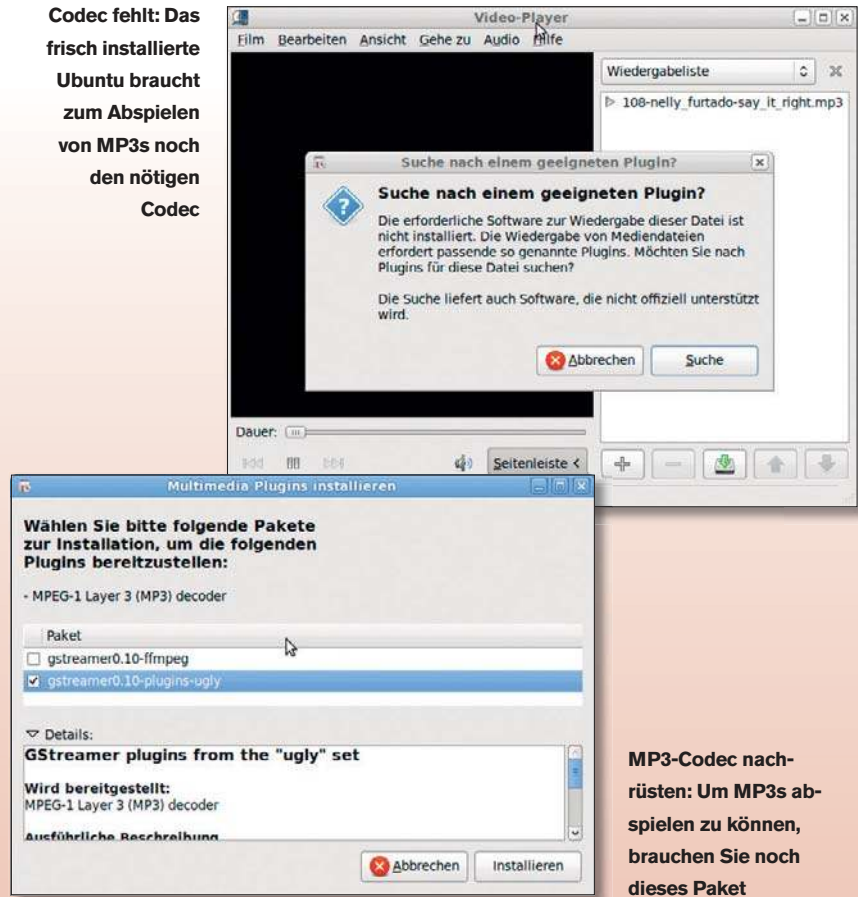 Codec fehlt: Das
frisch installierte
Ubuntu braucht
zum Abspielen
von MP3s noch
den nötigen
Codec
Video-Player
Film Bearbeiten Ansicht Gehe zu Audio Hilfe
Wiedergabeliste
108-nelly_furtado-say_it_right.mp3
Suche nach einem geeigneten Plugin?
Suche nach einem geeigneten Plugin?
Die erforderliche Software zur Wiedergabe dieser Datei ist
nicht installiert. Die Wiedergabe von Mediendateien
erfordert passende so genannte Plugins. Möchten Sie nach
Plugins für diese Datei suchen?
Die Suche liefert auch Software, die nicht offiziell unterstützt
wird.
Abbrechen Suche
Dauer:
Seitenleiste <
Multimedia Plugins installieren
Wählen Sie bitte folgende Pakete
zur Installation, um die folgenden
Plugins bereitzustellen:
- MPEG-1 Layer 3 (MP3) decoder
Paket
gstreamer0.10-ffmpeg
gstreamer0.10-plugins-ugly
Details:
GStreamer plugins from the "ugly" set
Wird bereitgestellt:
MPEG-1 Layer 3 (MP3) decoder
Ausführliche Beschreibung
Abbrechen Installieren
MP3-Codec nach-
rüsten: Um MP3s ab-
spielen zu können,
brauchen Sie noch
dieses Paket